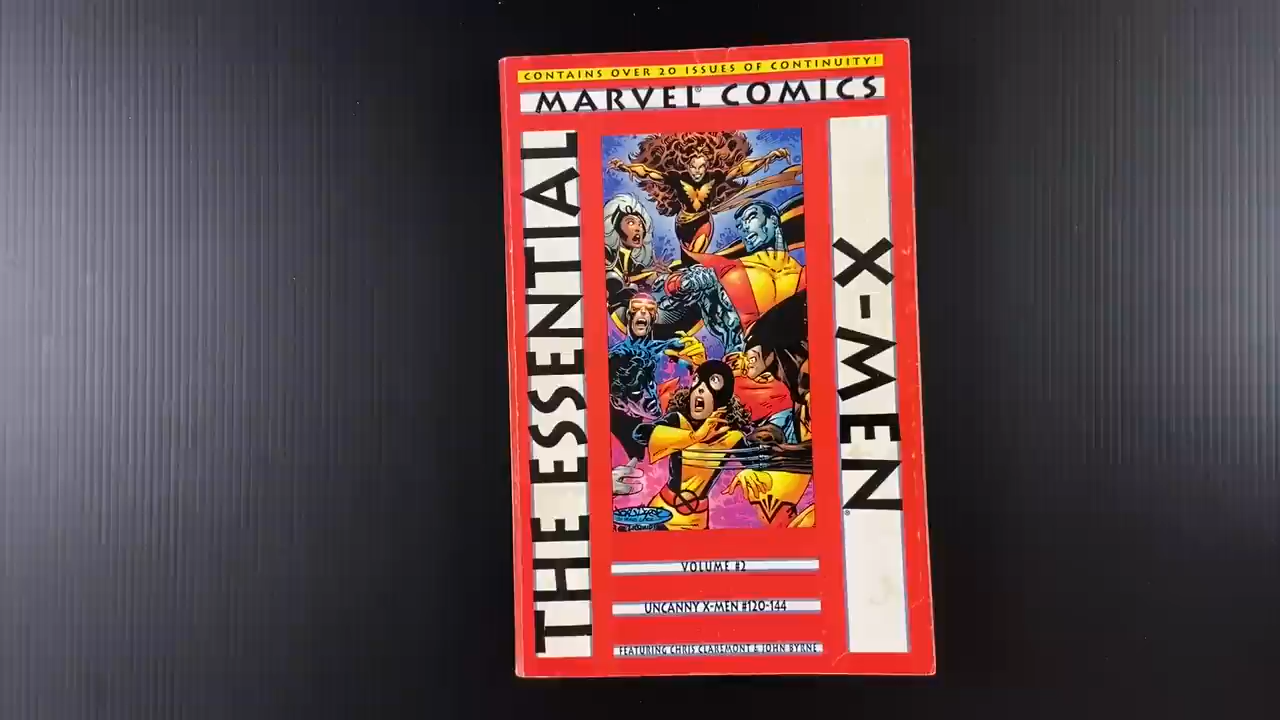 CONTAINS OVER 20 ISSUES OF CONTINUITY!
MARVEL® COMICS
THE ESSENTIAL
X-MEN®
VOLUME #2
UNCANNY X-MEN #120-144
FEATURING CHRIS CLAREMONT & JOHN BYRNE